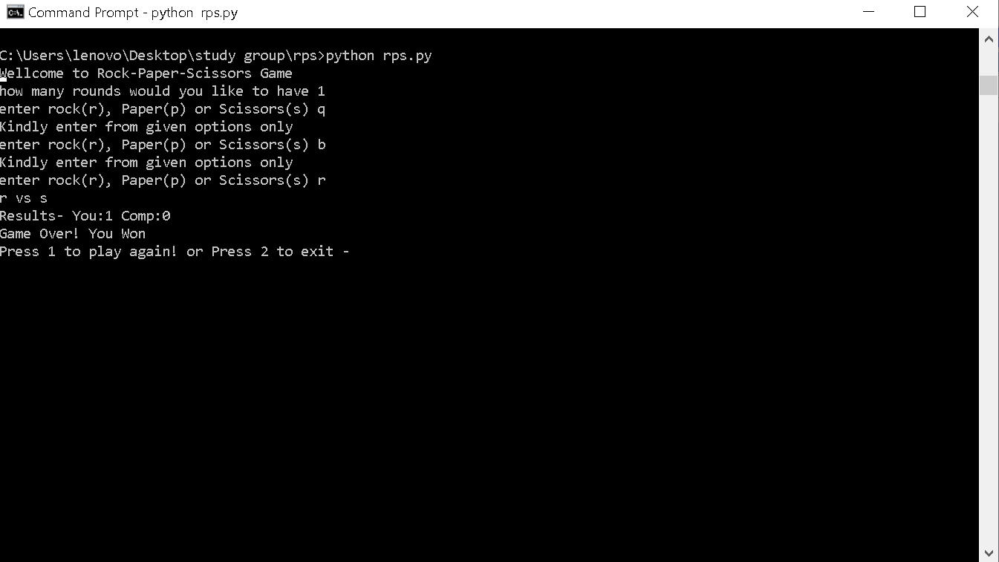 Command Prompt - python  rps.py
C:\Users\lenovo\Desktop\study group\rps>python rps.py
Wellcome to Rock-Paper-Scissors Game
how many rounds would you like to have 1
enter rock(r), Paper(p) or Scissors(s) q
Kindly enter from given options only
enter rock(r), Paper(p) or Scissors(s) b
Kindly enter from given options only
enter rock(r), Paper(p) or Scissors(s) r
r vs s
Results- You:1 Comp:0
Game Over! You Won
Press 1 to play again! or Press 2 to exit -